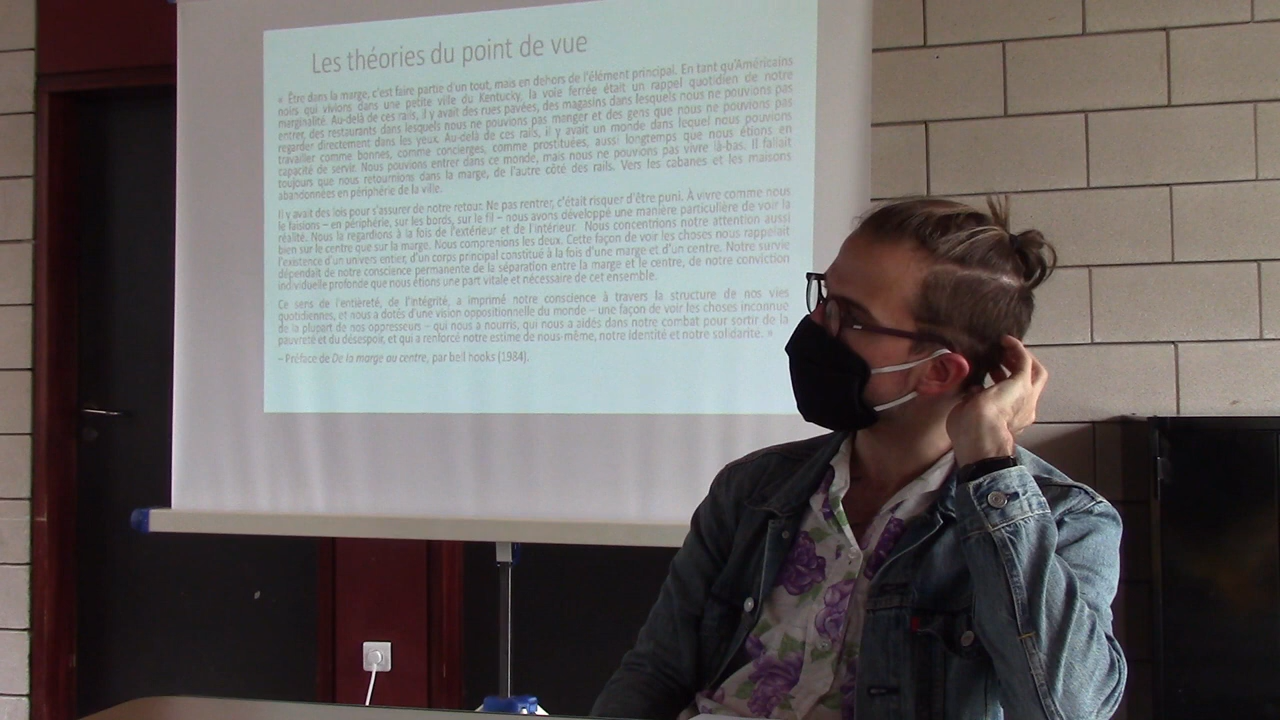 Les théories du point de vue
« Être dans la marge, c'est faire partie d'un tout, mais en dehors de l'élément principal. En tant qu'Américains
noirs qui vivions dans une petite ville du Kentucky, la voie ferrée était un rappel quotidien de notre
marginalité. Au-delà de ces rails, il y avait des rues pavées, des magasins dans lesquels nous ne pouvions pas
entrer, des restaurants dans lesquels nous ne pouvions pas manger et des gens que nous ne pouvions pas
regarder directement dans les yeux. Au-delà de ces rails, il y avait un monde dans lequel nous pouvions
travailler comme bonnes, comme concierges, comme prostituées, aussi longtemps que nous étions en
capacité de servir. Nous pouvions entrer dans ce monde, mais nous ne pouvions pas vivre là-bas. Il fallait
toujours que nous retournions dans la marge, de l'autre côté des rails. Vers les cabanes et les maisons
abandonnées en périphérie de la ville.
Il y avait des lois pour s'assurer de notre retour. Ne pas rentrer, c'était risquer d'être puni. À vivre comme nous
le faisions – en périphérie, sur les bords, sur le fil – nous avons développé une manière particulière de voir la
réalité. Nous la regardions à la fois de l'extérieur et de l'intérieur. Nous concentrions notre attention aussi
bien sur le centre que sur la marge. Nous comprenions les deux. Cette façon de voir les choses nous rappelait
l'existence d'un univers entier, d'un corps principal constitué à la fois d'une marge et d'un centre. Notre survie
dépendait de notre conscience permanente de la séparation entre la marge et le centre, de notre conviction
individuelle profonde que nous étions une part vitale et nécessaire de cet ensemble.
Ce sens de l'entièreté, de l'intégrité, a imprimé notre conscience à travers la structure de nos vies
quotidiennes, et nous a dotés d'une vision oppositionnelle du monde – une façon de voir les choses inconnue
de la plupart de nos oppresseurs – qui nous a nourris, qui nous a aidés dans notre combat pour sortir de la
pauvreté et du désespoir, et qui a renforcé notre estime de nous-même, notre identité et notre solidarité. »
– Préface de De la marge au centre, par bell hooks (1984).